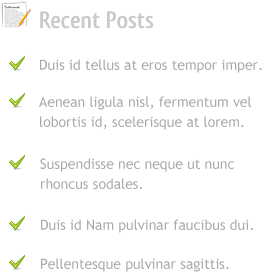 Recent Posts
Duis id tellus at eros tempor imper.
Aenean ligula nisl, fermentum vel
lobortis id, scelerisque at lorem.
Suspendisse nec neque ut nunc
rhoncus sodales.
Duis id Nam pulvinar faucibus dui.
Pellentesque pulvinar sagittis.